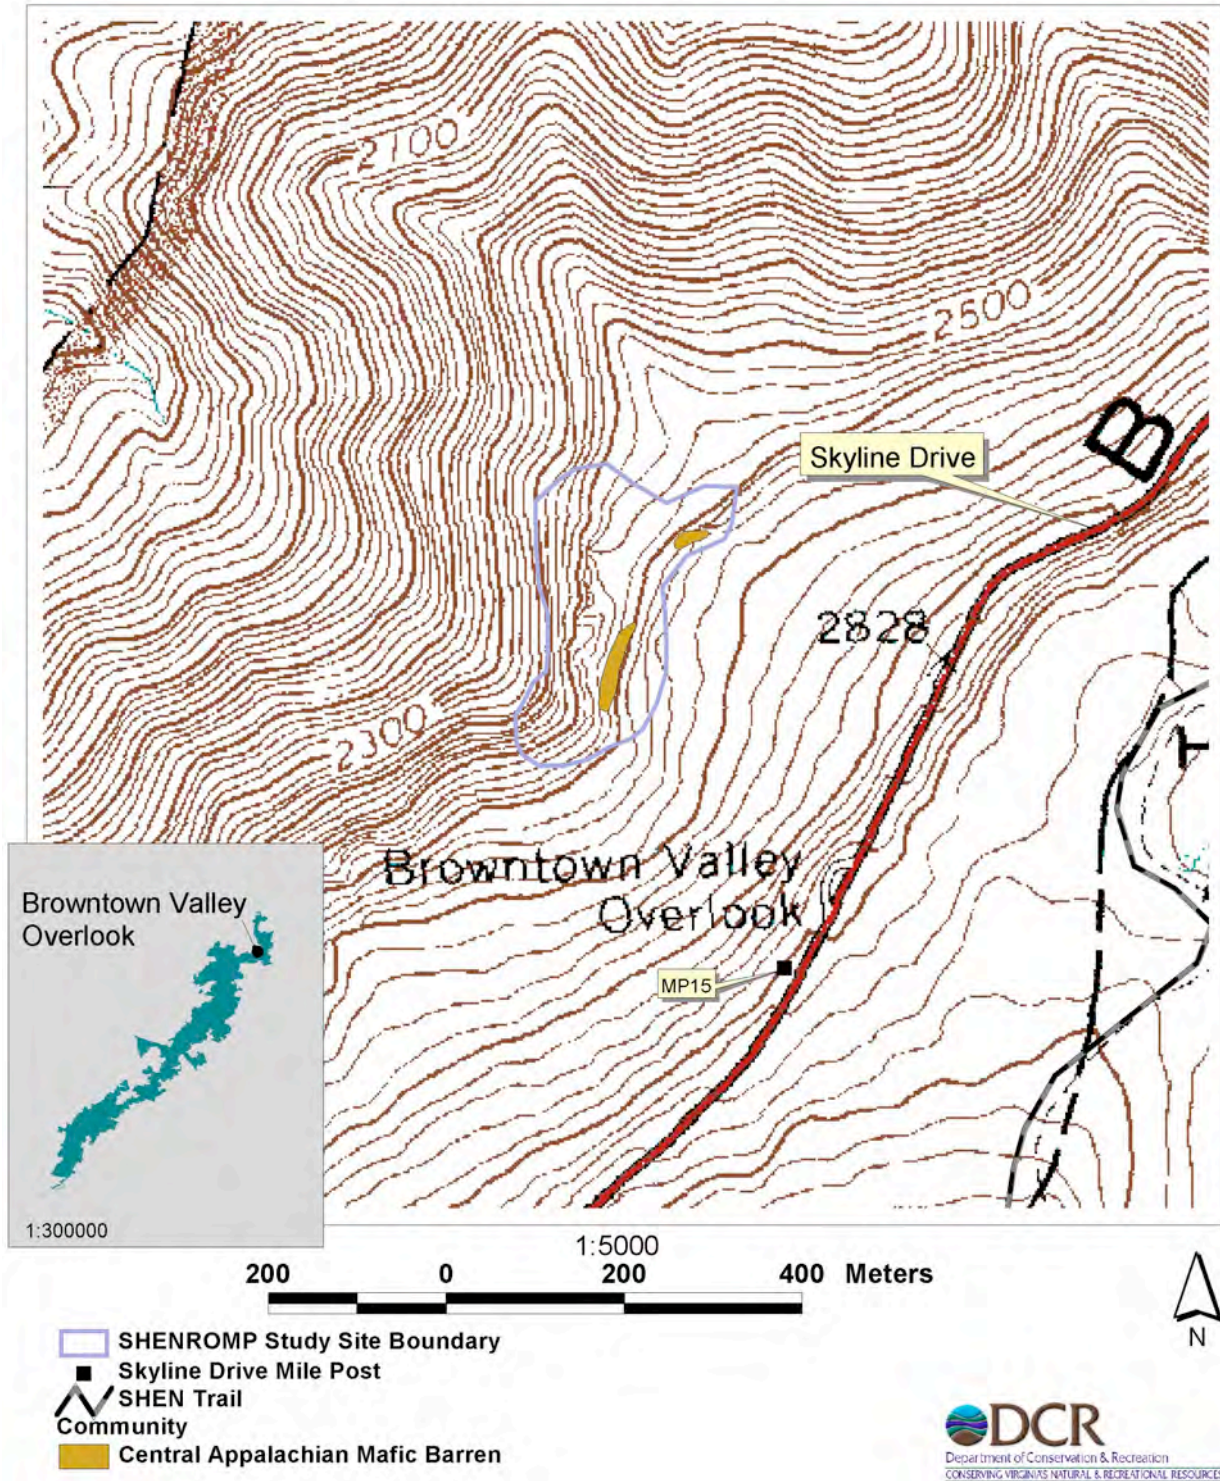 2100
2500
B
Skyline Drive
2828
2300
T
Browntown Valley
Overlook
MP15
Browntown Valley
Overlook
1:300000
1:5000
200 0 200 400 Meters
N
SHENROMP Study Site Boundary
Skyline Drive Mile Post
SHEN Trail
Community
Central Appalachian Mafic Barren
DCR
Department of Conservation & Recreation
CONSERVING VIRGINIA'S NATURAL & RECREATIONAL RESOURCES